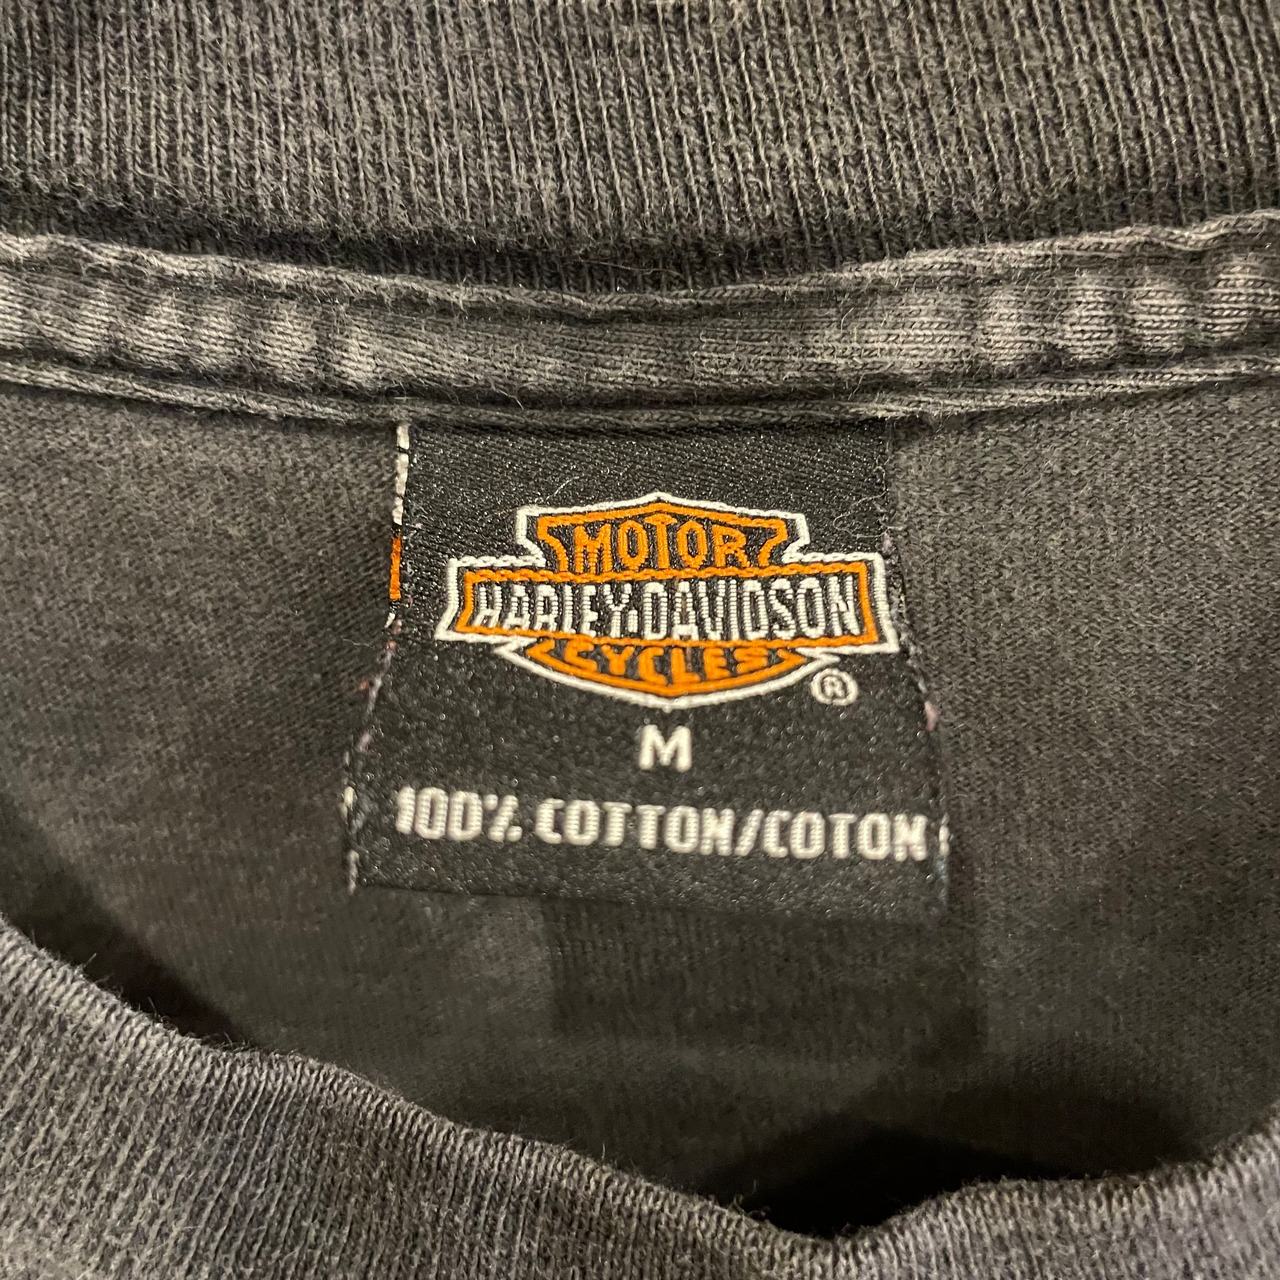 MOTOR
HARLEY-DAVIDSON
CYCLES
®
M
100% COTTON/COTON